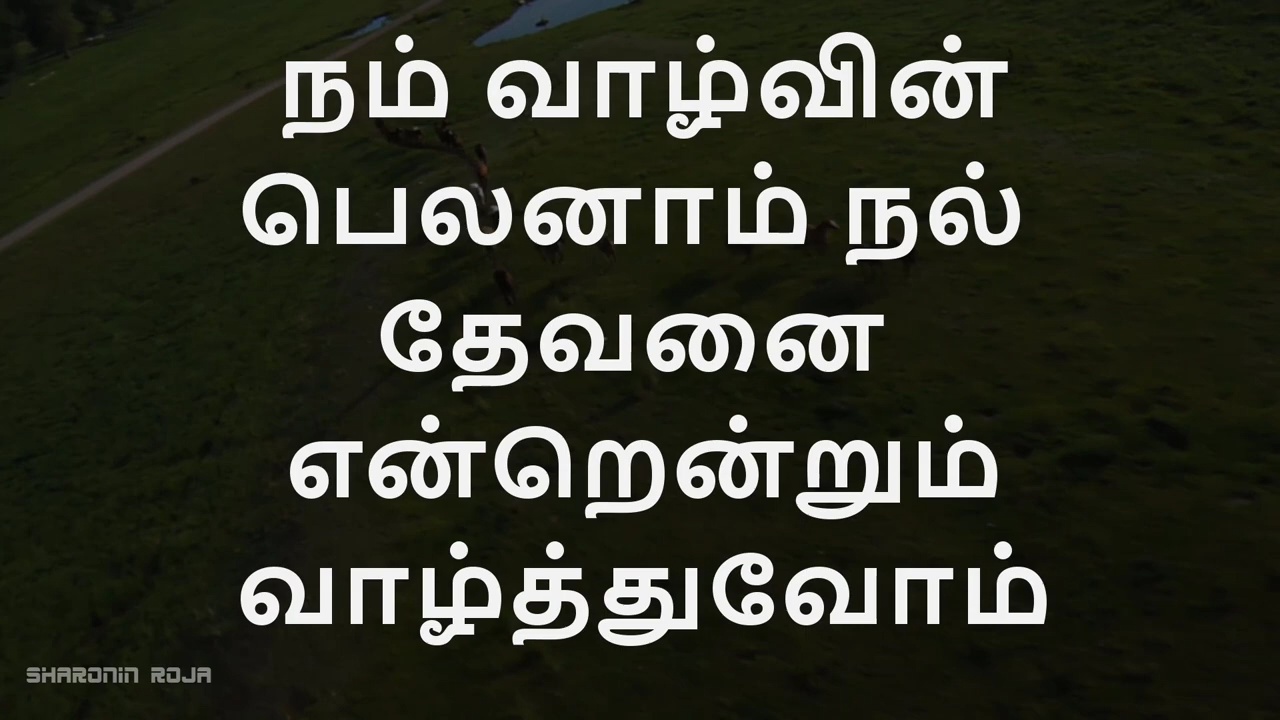 நம் வாழ்வின்
பெலனாம் நல்
தேவனை
என்றென்றும்
வாழ்த்துவோம்
SHARONIN ROJA